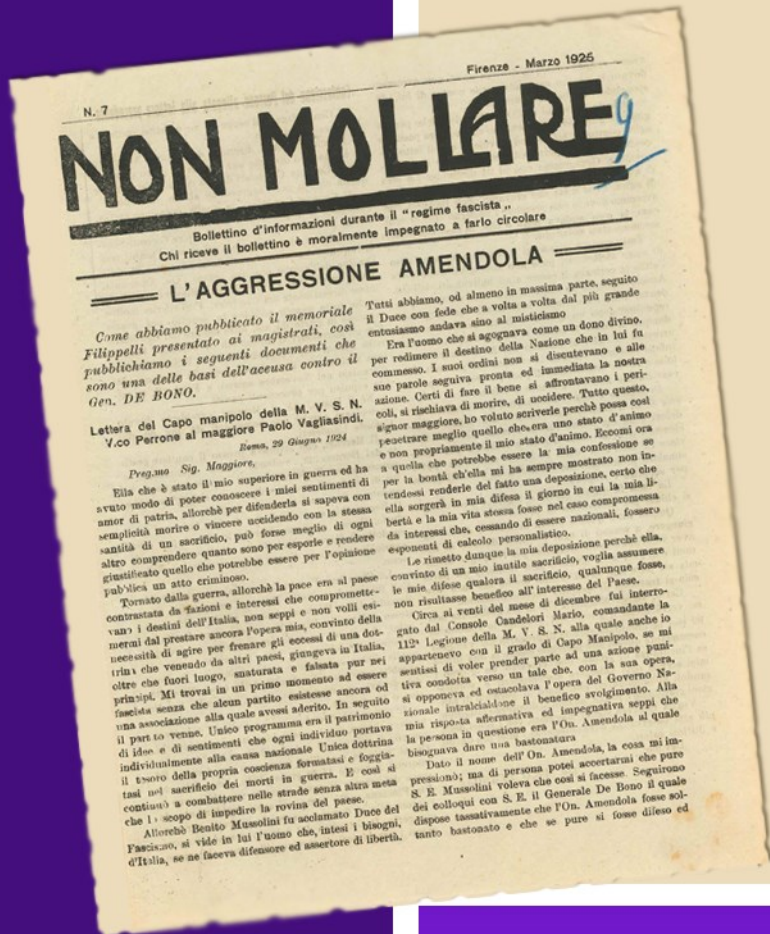 N. 7
Firenze - Marzo 1925
NON MOLLARE
9
Bollettino d'informazioni durante il "regime fascista „
Chi riceve il bollettino è moralmente impegnato a farlo circolare
L'AGGRESSIONE AMENDOLA
Come abbiamo pubblicato il memoriale
Filippelli presentato ai magistrati, così
pubblichiamo i seguenti documenti che
sono una delle basi dell'accusa contro il
Gen. DE BONO.
Lettera del Capo manipolo della M. V. S. N.
V.co Perrone al maggiore Paolo Vagliasindi.
Roma, 29 Giugno 1924
Preg.mo Sig. Maggiore,
Ella che è stato il mio superiore in guerra ed ha
avuto modo di poter conoscere i miei sentimenti di
amor di patria, allorchè per difenderla si sapeva con
semplicità morire o vincere uccidendo con la stessa
santità di un sacrificio, può forse meglio di ogni
altro comprendere quanto sono per esporle e rendere
giustificato quello che potrebbe essere per l'opinione
pubblica un atto criminoso.
Tornato dalla guerra, allorchè la pace era al paese
contrastata da fazioni e interessi che compromette-
vano i destini dell'Italia, non seppi e non volli esi-
mermi dal prestare ancora l'opera mia, convinto della
necessità di agire per frenare gli eccessi di una dot-
trina che venendo da altri paesi, giungeva in Italia,
oltre che fuori luogo, snaturata e falsata pur nei
principi. Mi trovai in un primo momento ad essere
fascista senza che alcun partito esistesse ancora od
una associazione alla quale avessi aderito. In seguito
il partito venne. Unico programma era il patrimonio
di idee e di sentimenti che ogni individuo portava
individualmente alla causa nazionale Unica dottrina
il tesoro della propria coscienza formatasi e foggia-
tasi nel sacrificio dei morti in guerra. E così si
continuò a combattere nelle strade senza altra meta
che lo scopo di impedire la rovina del paese.
Allorchè Benito Mussolini fu acclamato Duce del
Fascismo, si vide in lui l'uomo che, intesi i bisogni,
d'Italia, se ne faceva difensore ed assertore di libertà.
Tutti abbiamo, od almeno in massima parte, seguito
il Duce con fede che a volta a volta dal più grande
entusiasmo andava sino al misticismo
Era l'uomo che si agognava come un dono divino,
per redimere il destino della Nazione che in lui fu
commesso. I suoi ordini non si discutevano e alle
sue parole seguiva pronta ed immediata la nostra
azione. Certi di fare il bene si affrontavano i peri-
coli, si rischiava di morire, di uccidere. Tutto questo,
signor maggiore, ho voluto scriverle perchè possa così
penetrare meglio quello che era uno stato d'animo
e non propriamente il mio stato d'animo. Eccomi ora
a quella che potrebbe essere la mia confessione se
per la bontà ch'ella mi ha sempre mostrato non in-
tendessi renderle del fatto una deposizione, certo che
ella sorgerà in mia difesa il giorno in cui la mia li-
bertà e la mia vita stessa fosse nel caso compromessa
da interessi che, cessando di essere nazionali, fossero
esponenti di calcolo personalistico.
Le rimetto dunque la mia deposizione perchè ella,
convinto di un mio inutile sacrificio, voglia assumere
le mie difese qualora il sacrificio, qualunque fosse,
non risultasse benefico all'interesse del Paese.
Circa ai venti del mese di dicembre fui interro-
gato dal Console Candelori Mario, comandante la
112ª Legione della M. V. S. N. alla quale anche io
appartenevo con il grado di Capo Manipolo, se mi
sentissi di voler prender parte ad una azione puni-
tiva condotta verso un tale che, con la sua opera,
si opponeva ed ostacolava l'opera del Governo Na-
zionale intralciandone il benefico svolgimento. Alla
mia risposta affermativa ed impegnativa seppi che
la persona in questione era l'On. Amendola al quale
bisognava dare una bastonatura
Dato il nome dell'On. Amendola, la cosa mi im-
pressionò; ma di persona potei accertarmi che pure
S. E. Mussolini voleva che così si facesse. Seguirono
dei colloqui con S. E. il Generale De Bono il quale
dispose tassativamente che l'On. Amendola fosse sol-
tanto bastonato e che se pure si fosse difeso ed